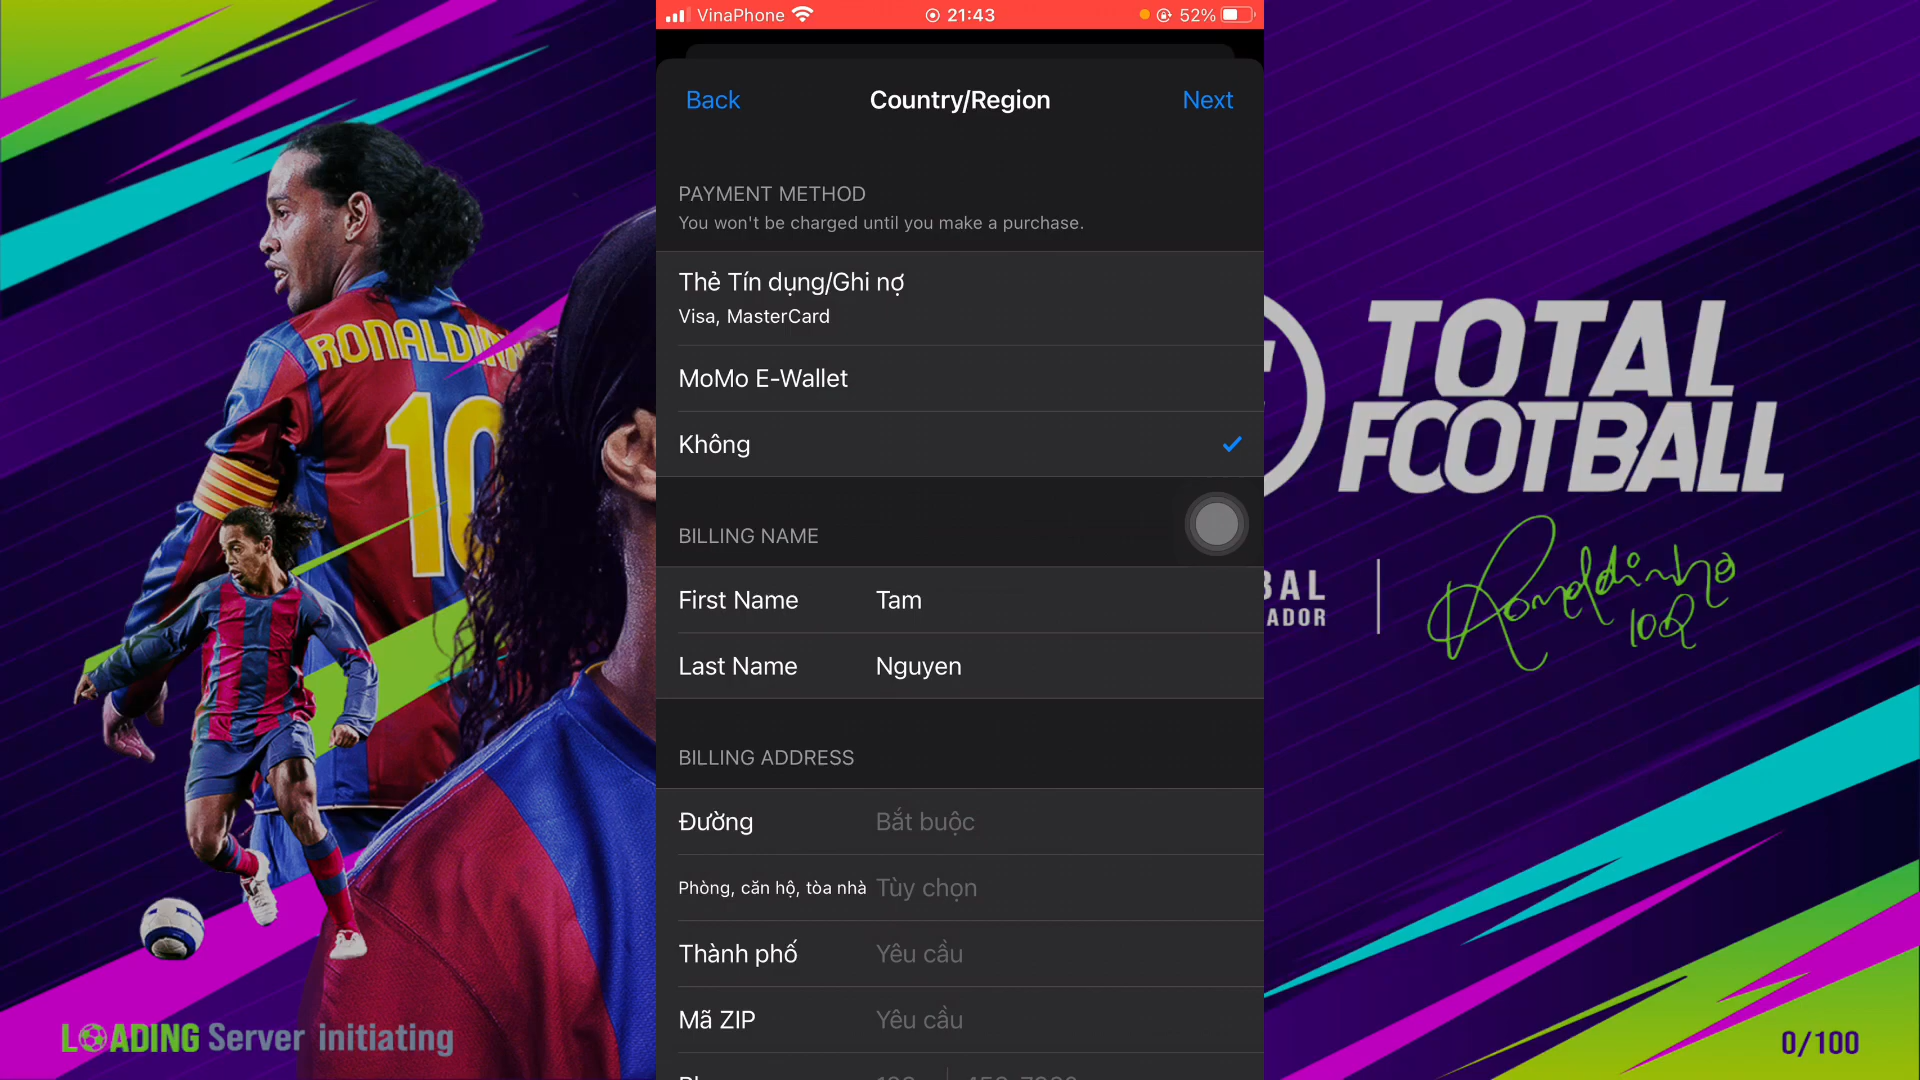 VinaPhone
21:43
52%
Back
Country/Region
Next
PAYMENT METHOD
You won't be charged until you make a purchase.
Thẻ Tín dụng/Ghi nợ
Visa, MasterCard
MoMo E-Wallet
Không
BILLING NAME
First Name Tam
Last Name Nguyen
BILLING ADDRESS
Đường Bắt buộc
Phòng, căn hộ, tòa nhà Tùy chọn
Thành phố Yêu cầu
Mã ZIP Yêu cầu
10
TOTAL
FOOTBALL
BAL
ADOR
Ronaldinho
LOADING Server initiating
0/100